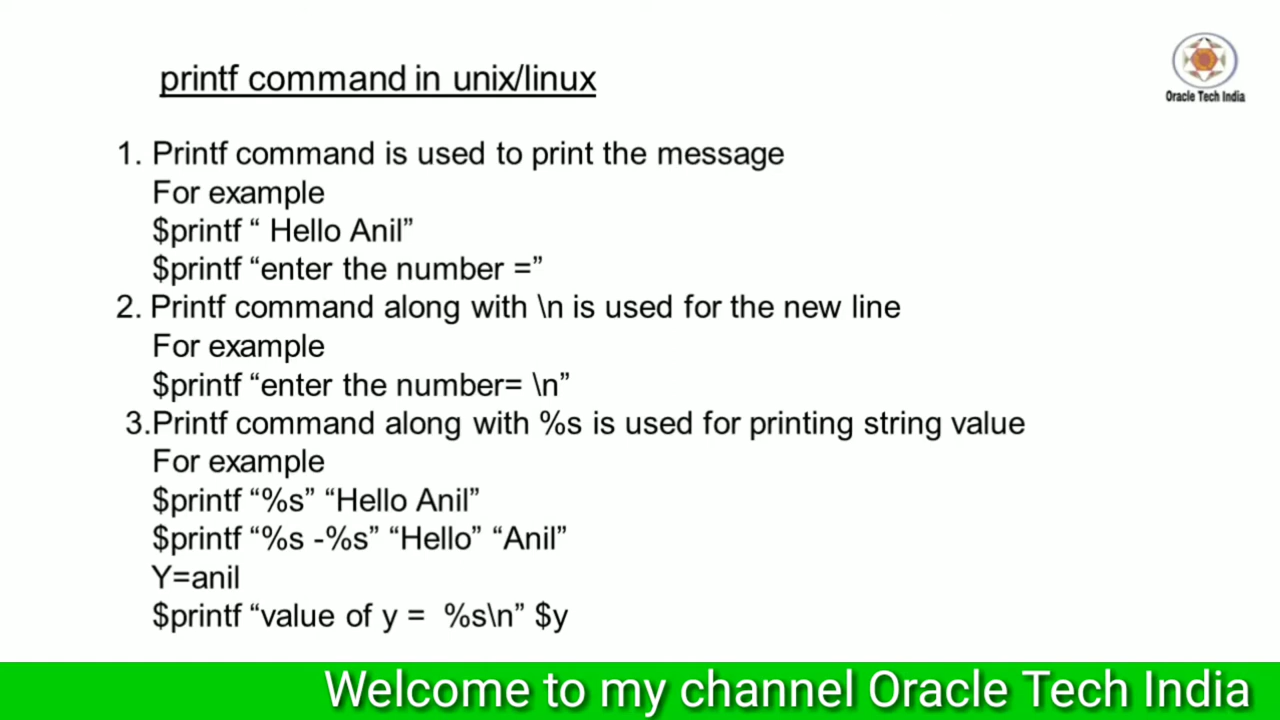 printf command in unix/linux
Oracle Tech India
1. Printf command is used to print the message
For example
$printf “ Hello Anil”
$printf “enter the number =”
2. Printf command along with \n is used for the new line
For example
$printf “enter the number= \n”
3.Printf command along with %s is used for printing string value
For example
$printf “%s” “Hello Anil”
$printf “%s -%s” “Hello” “Anil”
Y=anil
$printf “value of y =  %s\n” $y
Welcome to my channel Oracle Tech India